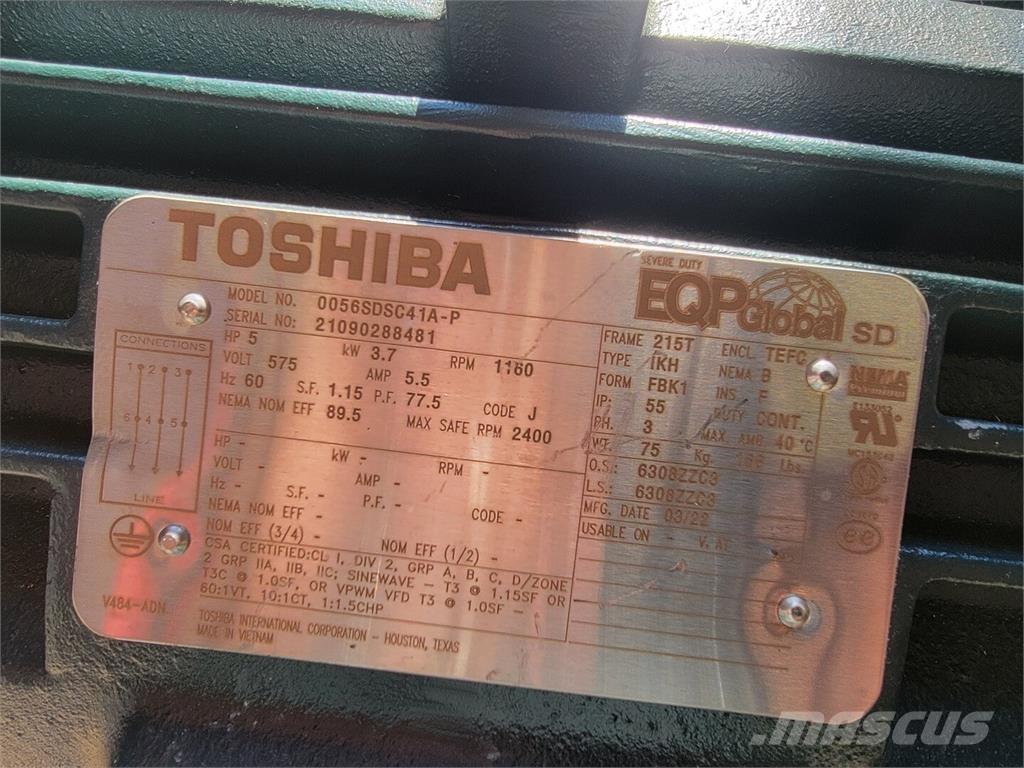 TOSHIBA
SEVERE DUTY
EQP Global SD
MODEL NO. 0056SDSC41A-P
SERIAL NO: 21090288481
HP 5 kW 3.7 RPM 1160
VOLT 575 AMP 5.5
Hz 60 S.F. 1.15 P.F. 77.5 CODE J
NEMA NOM EFF 89.5 MAX SAFE RPM 2400
HP - kW - RPM -
VOLT - AMP -
Hz - S.F. - P.F. -
NEMA NOM EFF - CODE -
NOM EFF (3/4) - NOM EFF (1/2) -
CSA CERTIFIED:CL I, DIV 2, GRP A, B, C, D/ZONE
2 GRP IIA, IIB, IIC; SINEWAVE - T3 @ 1.15SF OR
T3C @ 1.0SF, OR VPWM VFD T3 @ 1.0SF -
60:1VT, 10:1CT, 1:1.5CHP
TOSHIBA INTERNATIONAL CORPORATION - HOUSTON, TEXAS
MADE IN VIETNAM
CONNECTIONS
1 2 3
6 4 5
LINE
V484-ADN
FRAME 215T ENCL. TEFC
TYPE IKH NEMA B
FORM FBK1 INS. F
IP: 55 DUTY CONT.
PH. 3 MAX. AMB 40 °C
WT. 75 Kg. Lbs.
O.S.: 6308ZZC3
L.S.: 6308ZZC3
MFG. DATE 03/22
USABLE ON - V. AT
NEMA
ee
MASCUS